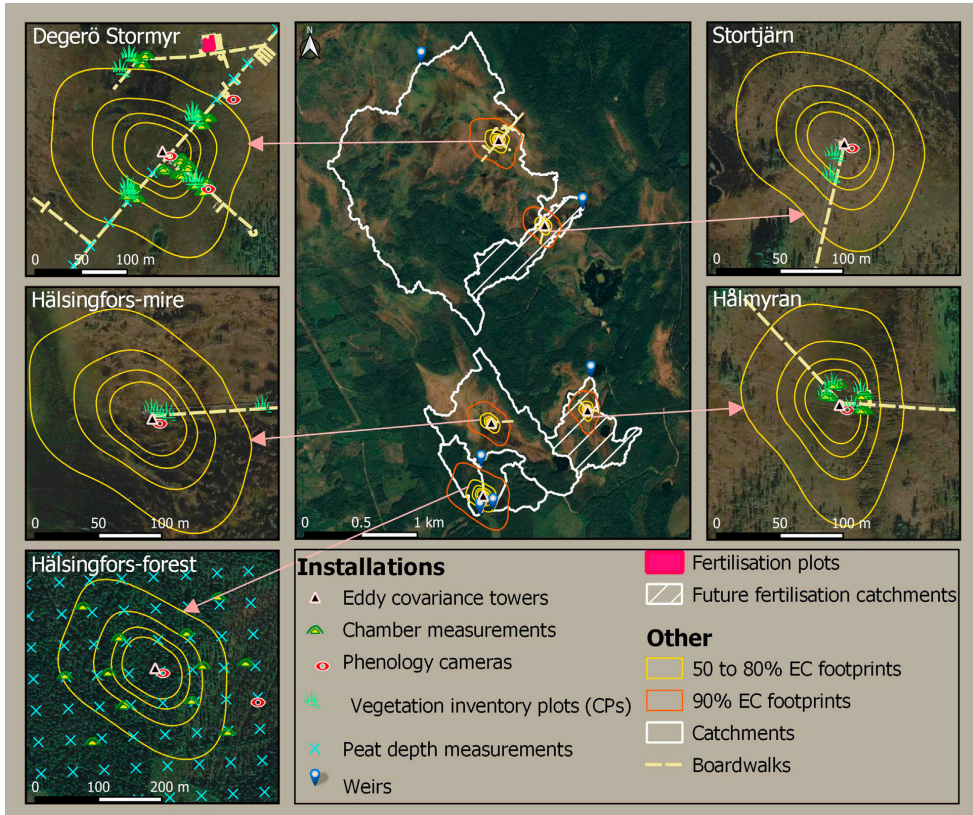 Degerö Stormyr
0 50 100 m
N
0 0.5 1 km
Stortjärn
0 50 100 m
Hälsingfors-mire
0 50 100 m
Hålmyran
0 50 100 m
Hälsingfors-forest
0 100 200 m
Installations
Eddy covariance towers
Chamber measurements
Phenology cameras
Vegetation inventory plots (CPs)
Peat depth measurements
Weirs
Fertilisation plots
Future fertilisation catchments
Other
50 to 80% EC footprints
90% EC footprints
Catchments
Boardwalks